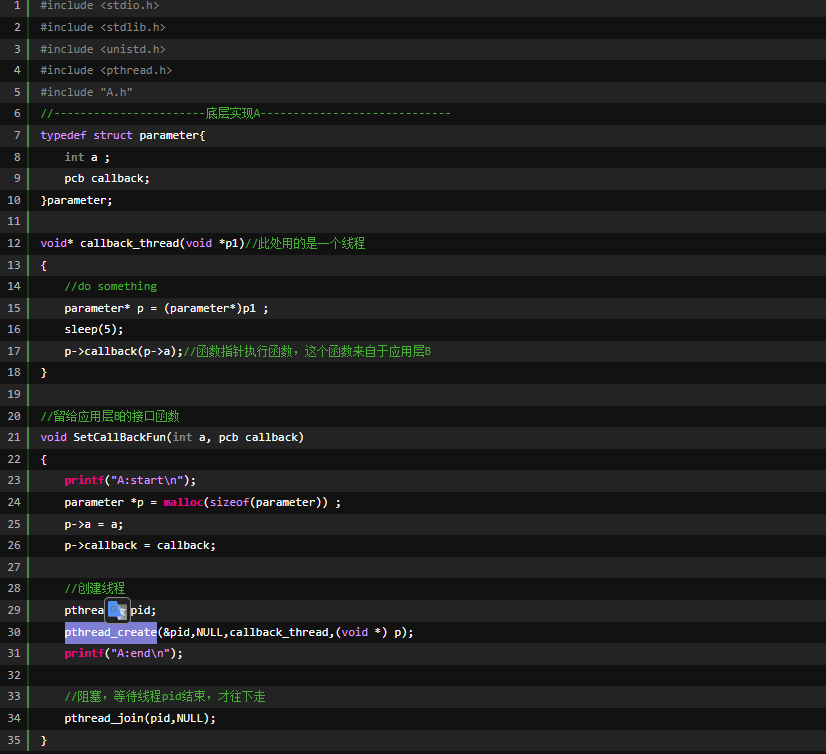 1 #include <stdio.h>
2 #include <stdlib.h>
3 #include <unistd.h>
4 #include <pthread.h>
5 #include "A.h"
6 //-----------------------底层实现A-----------------------------
7 typedef struct parameter{
8 int a ;
9 pcb callback;
10 }parameter;
11
12 void* callback_thread(void *p1)//此处用的是一个线程
13 {
14 //do something
15 parameter* p = (parameter*)p1 ;
16 sleep(5);
17 p->callback(p->a);//函数指针执行函数，这个函数来自于应用层B
18 }
19
20 //留给应用层B的接口函数
21 void SetCallBackFun(int a, pcb callback)
22 {
23 printf("A:start\n");
24 parameter *p = malloc(sizeof(parameter)) ;
25 p->a = a;
26 p->callback = callback;
27
28 //创建线程
29 pthrea pid;
30 pthread_create(&pid,NULL,callback_thread,(void *) p);
31 printf("A:end\n");
32
33 //阻塞，等待线程pid结束，才往下走
34 pthread_join(pid,NULL);
35 }